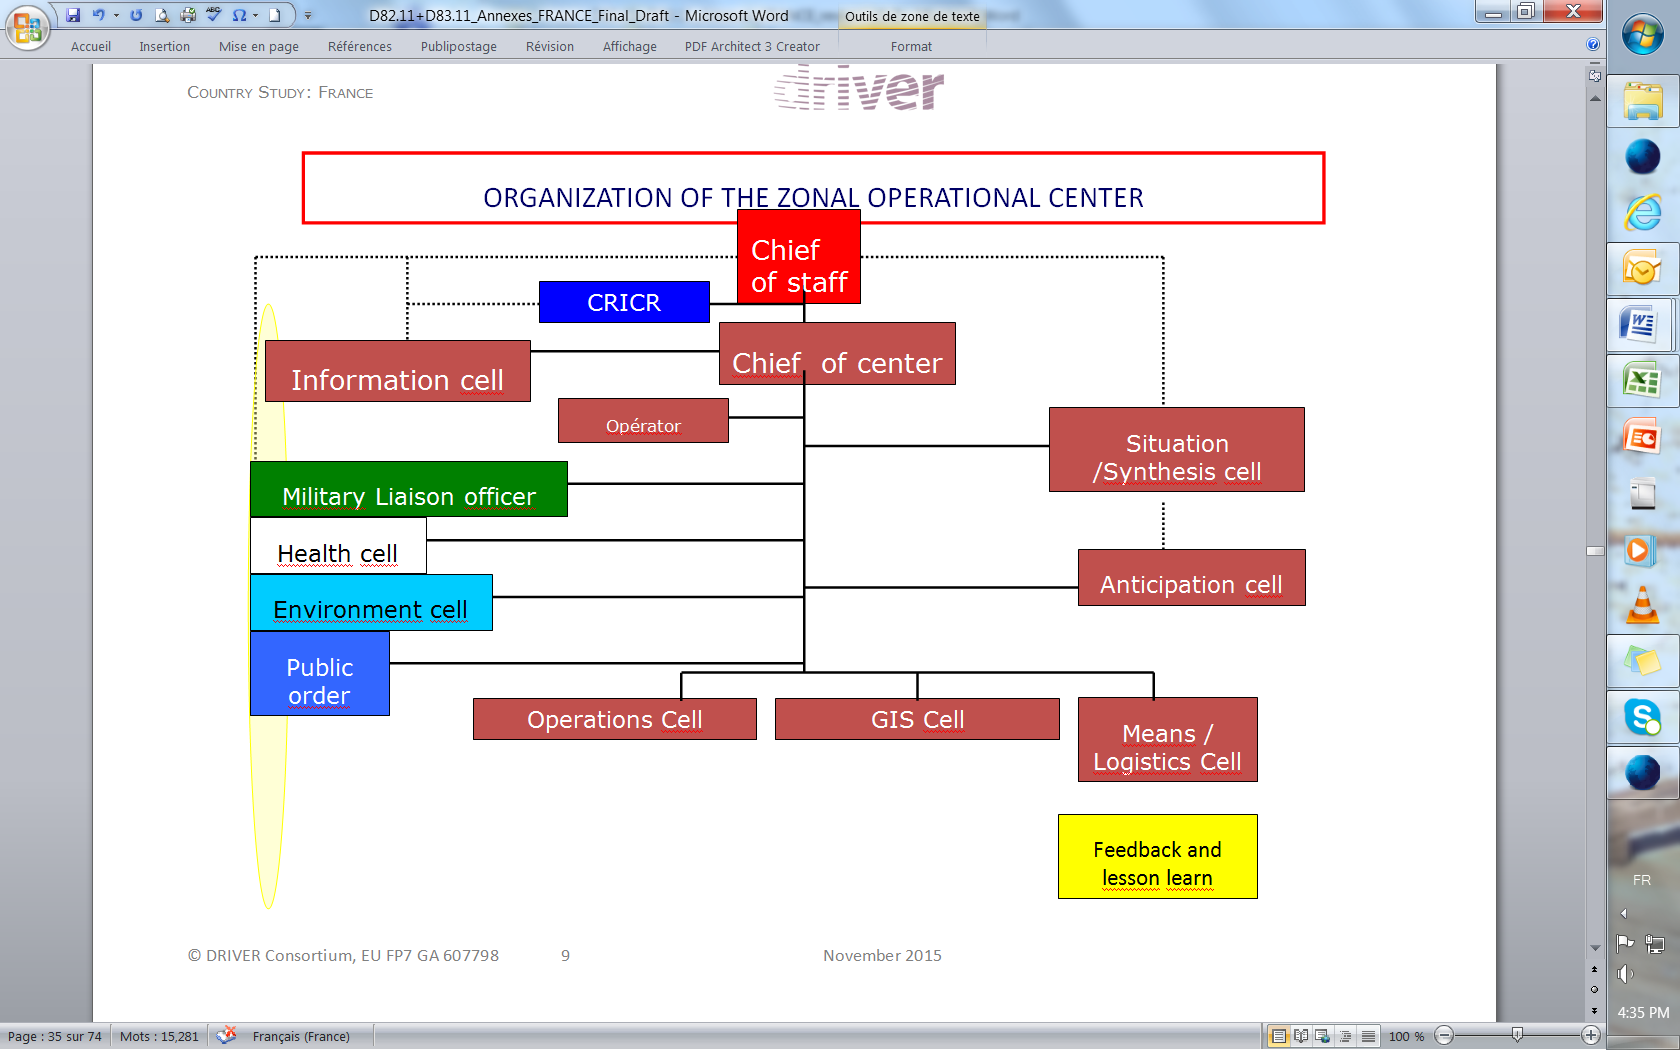 D82.11+D83.11_Annexes_FRANCE_Final_Draft - Microsoft Word
Outils de zone de texte
Accueil Insertion Mise en page Références Publipostage Révision Affichage PDF Architect 3 Creator Format
COUNTRY STUDY: FRANCE
driver
ORGANIZATION OF THE ZONAL OPERATIONAL CENTER
Chief
of staff
CRICR
Chief of center
Information cell
Opérator
Situation
/Synthesis cell
Military Liaison officer
Health cell
Anticipation cell
Environment cell
Public
order
Operations Cell
GIS Cell
Means /
Logistics Cell
Feedback and
lesson learn
© DRIVER Consortium, EU FP7 GA 607798 9 November 2015
FR
4:35 PM
Page : 35 sur 74 Mots : 15,281 Français (France) 100 %